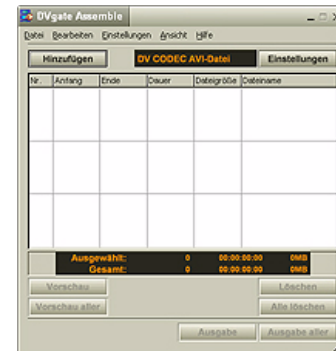 DVgate Assemble
Datei Bearbeiten Einstellungen Ansicht Hilfe
Hinzufügen DV CODEC AVI-Datei Einstellungen
Nr. Anfang Ende Dauer Dateigröße Dateiname
Ausgewählt: 0 00:00:00:00 0MB
Gesamt: 0 00:00:00:00 0MB
Vorschau Löschen
Vorschau aller Alle löschen
Ausgabe Ausgabe aller